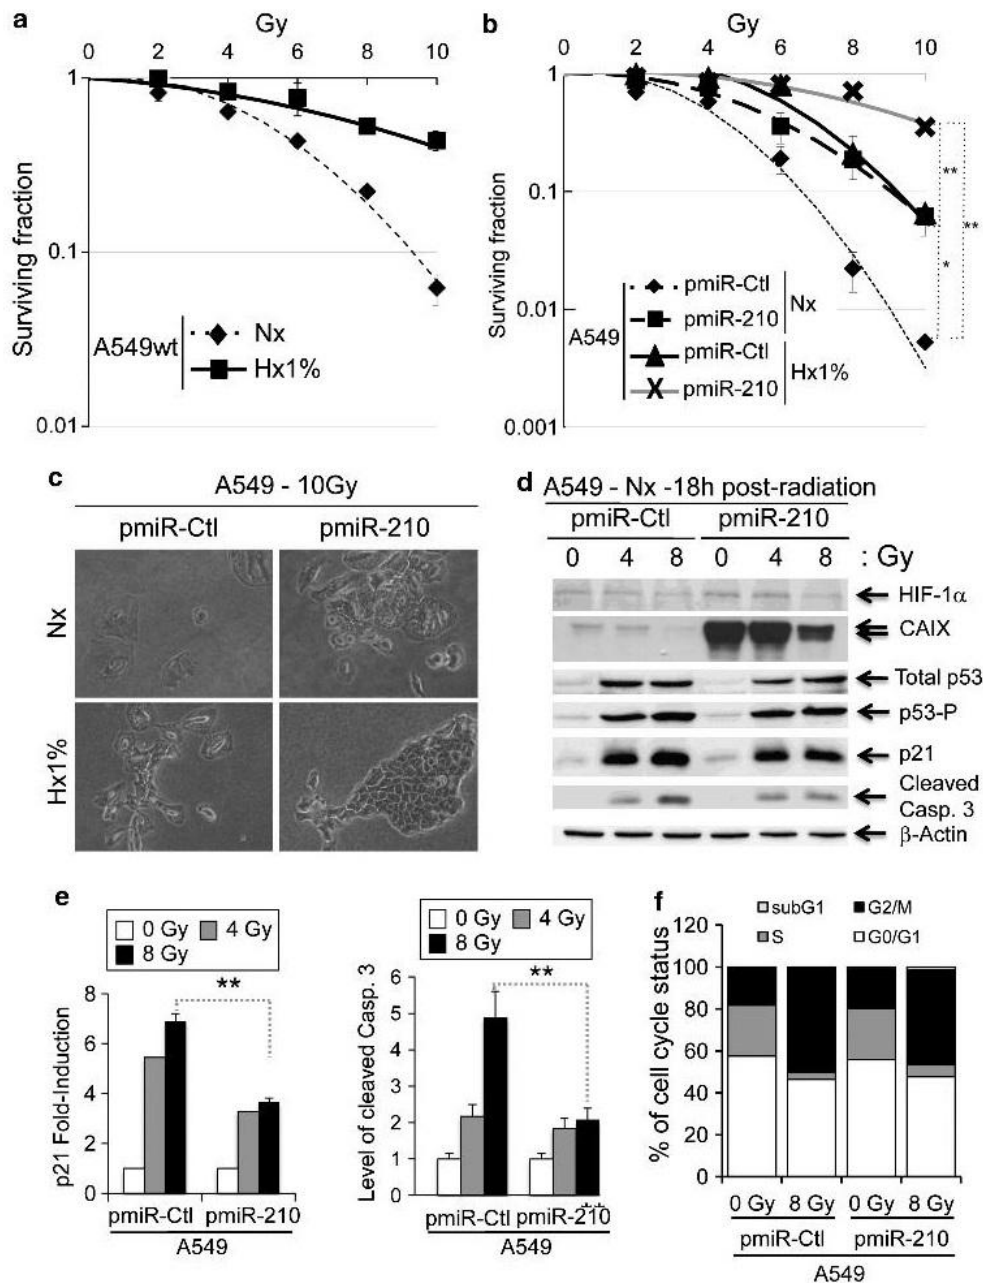 a
Gy
0 2 4 6 8 10
1
0.1
0.01
Surviving fraction
A549wt
Nx
Hx1%
b
Gy
0 2 4 6 8 10
1
0.1
0.01
0.001
Surviving fraction
**
**
*
A549
pmiR-Ctl
pmiR-210
Nx
pmiR-Ctl
pmiR-210
Hx1%
c
A549 - 10Gy
pmiR-Ctl pmiR-210
Nx
Hx1%
d
A549 - Nx -18h post-radiation
pmiR-Ctl pmiR-210
0 4 8 0 4 8 : Gy
HIF-1α
CAIX
Total p53
p53-P
p21
Cleaved
Casp. 3
β-Actin
e
0 Gy 4 Gy
8 Gy
**
8
6
4
2
0
p21 Fold-Induction
pmiR-Ctl pmiR-210
A549
0 Gy 4 Gy
8 Gy
**
6
5
4
3
2
1
0
Level of cleaved Casp. 3
pmiR-Ctl pmiR-210
**
A549
f
subG1 G2/M
S G0/G1
120
100
80
60
40
20
0
% of cell cycle status
0 Gy 8 Gy 0 Gy 8 Gy
pmiR-Ctl pmiR-210
A549